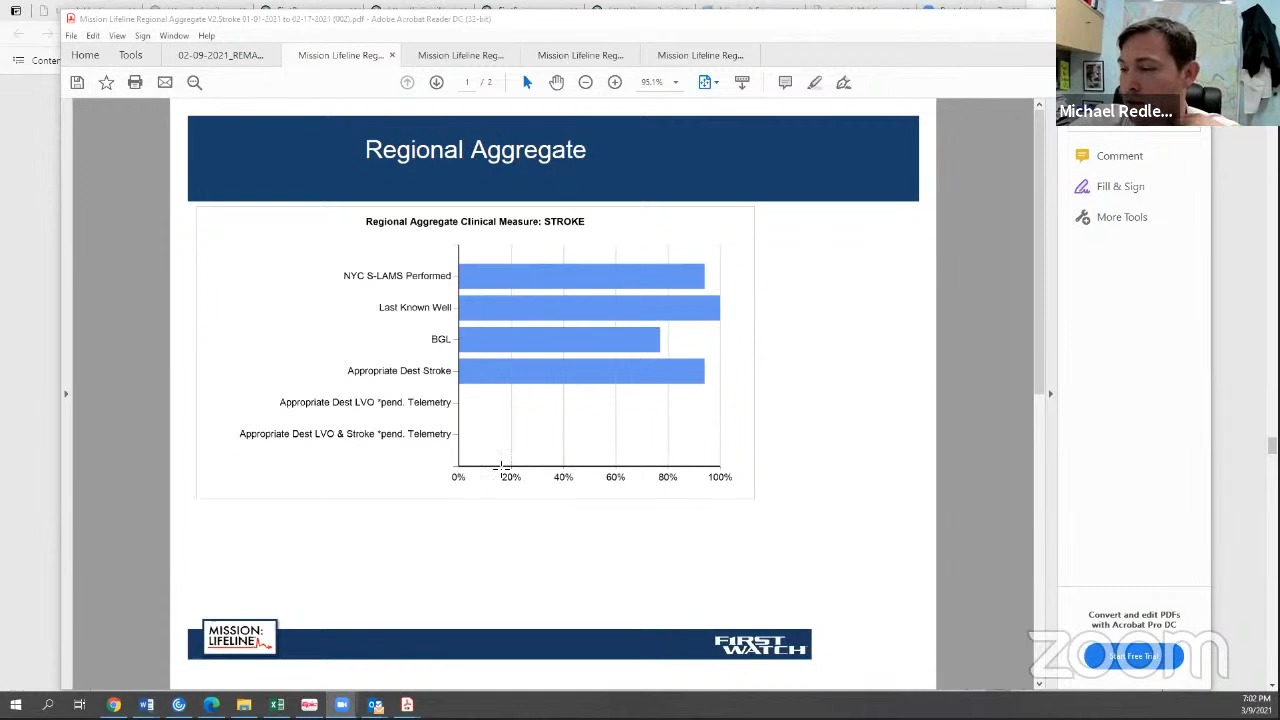 Mission Lifeline Regional Aggregate V2.Stroke 01-01-2021 to 02-17-2021 (002).pdf - Adobe Acrobat Reader DC (32-bit)
File Edit View Sign Window Help
Home Tools 02-09-2021_REMA... Mission Lifeline Reg... × Mission Lifeline Reg... Mission Lifeline Reg... Mission Lifeline Reg...
Conten
1 / 2 95.1%
Michael Redle...
Comment
Fill & Sign
More Tools
Regional Aggregate
Regional Aggregate Clinical Measure: STROKE
NYC S-LAMS Performed
Last Known Well
BGL
Appropriate Dest Stroke
Appropriate Dest LVO *pend. Telemetry
Appropriate Dest LVO & Stroke *pend. Telemetry
0% 20% 40% 60% 80% 100%
MISSION:
LIFELINE
FIRST
WATCH
Convert and edit PDFs
with Acrobat Pro DC
Start Free Trial
zoom
7:02 PM
3/9/2021